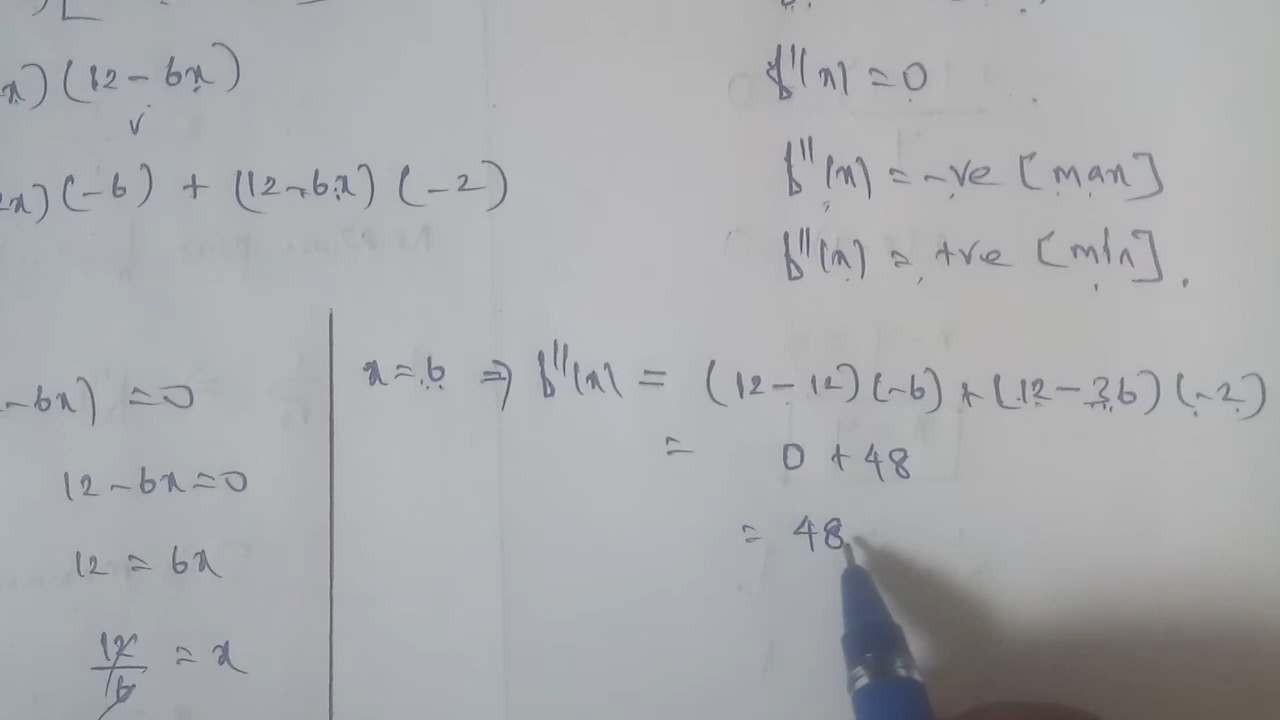 x)(12-6x)
v
2x)(-6) + (12-6x)(-2)
f'(x) = 0
f''(x) = -ve [max]
f''(x) = +ve [min].
-6x) = 0
12-6x=0
12 = 6x
12/6 = x
x=6 ⇒ f''(x) = (12-12)(-6)+(12-36)(-2)
= 0 + 48
= 48